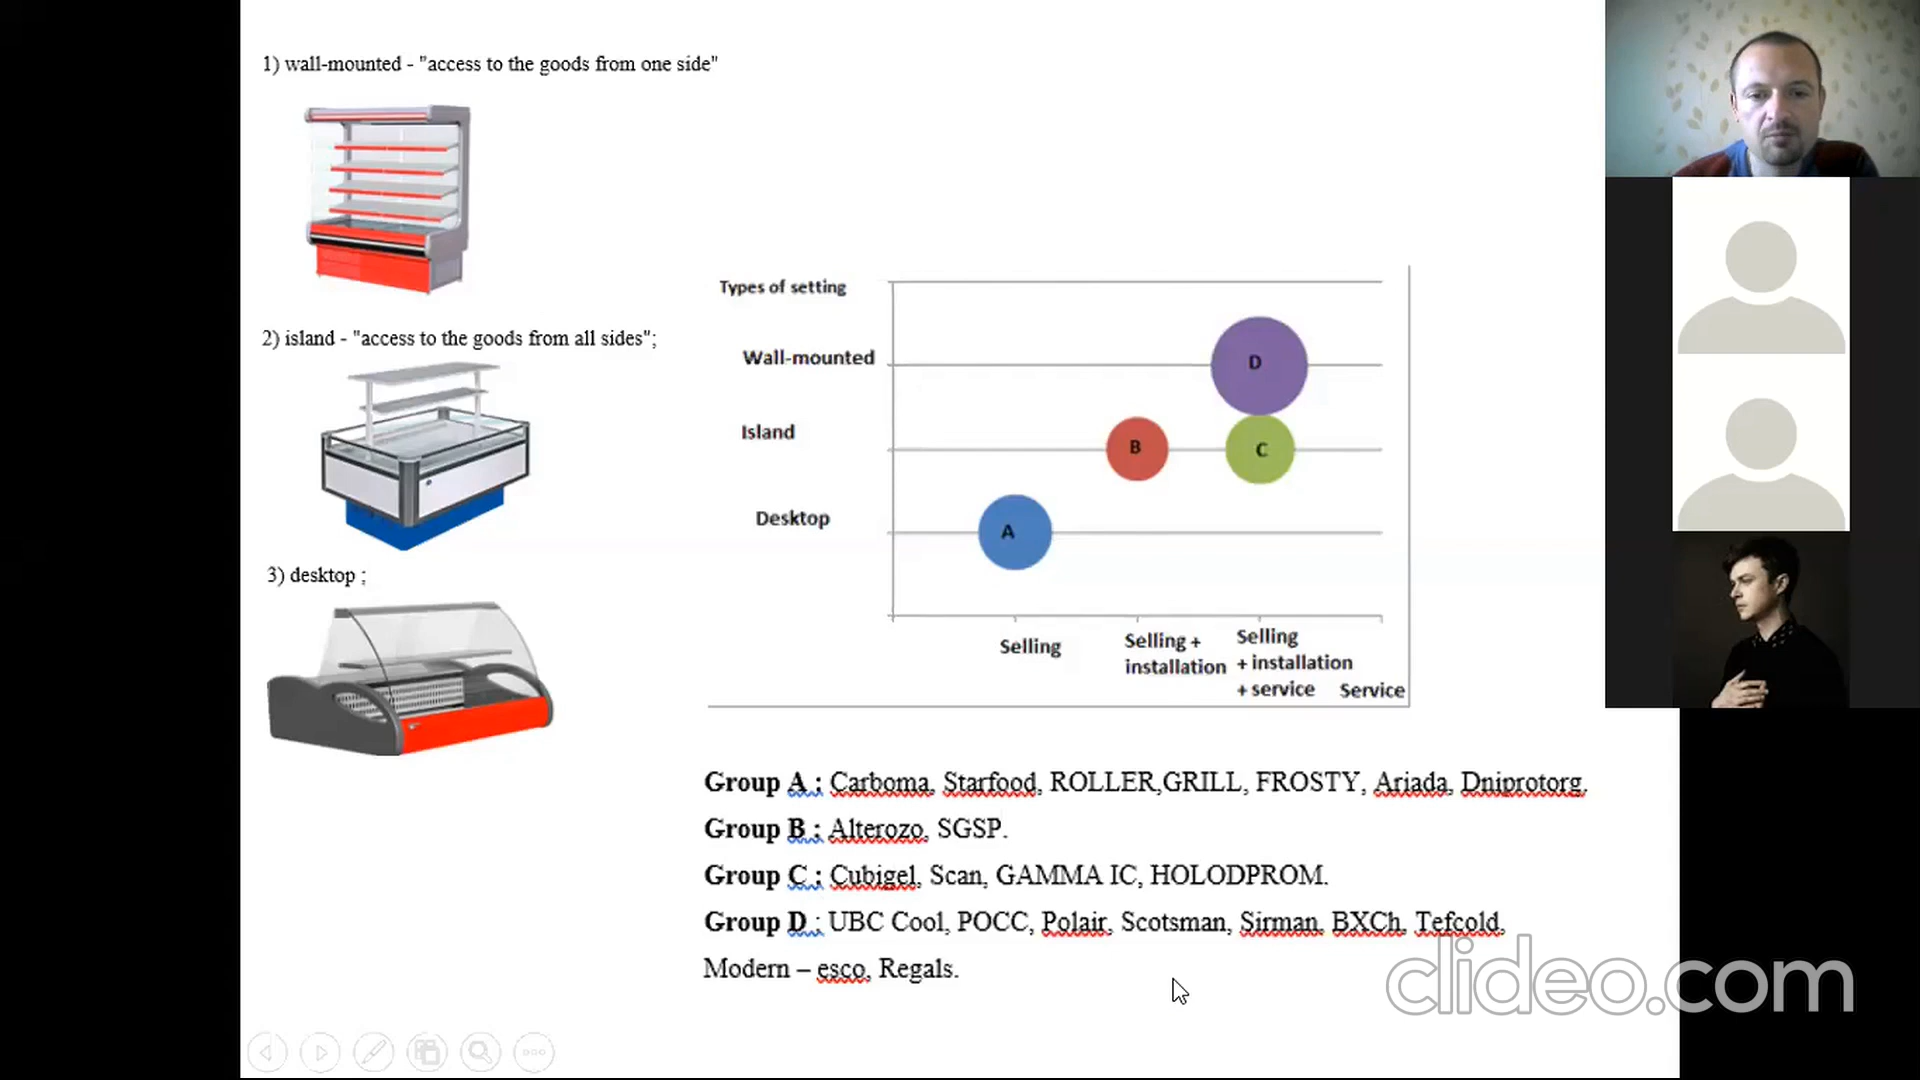 1) wall-mounted - "access to the goods from one side"
2) island - "access to the goods from all sides";
3) desktop ;
Types of setting
Wall-mounted
Island
Desktop
D
B
C
A
Selling
Selling +
installation
Selling
+ installation
+ service
Service
Group A : Carboma, Starfood, ROLLER,GRILL, FROSTY, Ariada, Dniprotorg.
Group B : Alterozo, SGSP.
Group C : Cubigel, Scan, GAMMA IC, HOLODPROM.
Group D : UBC Cool, POCC, Polair, Scotsman, Sirman, BXCh, Tefcold,
Modern – esco, Regals.
clideo.com